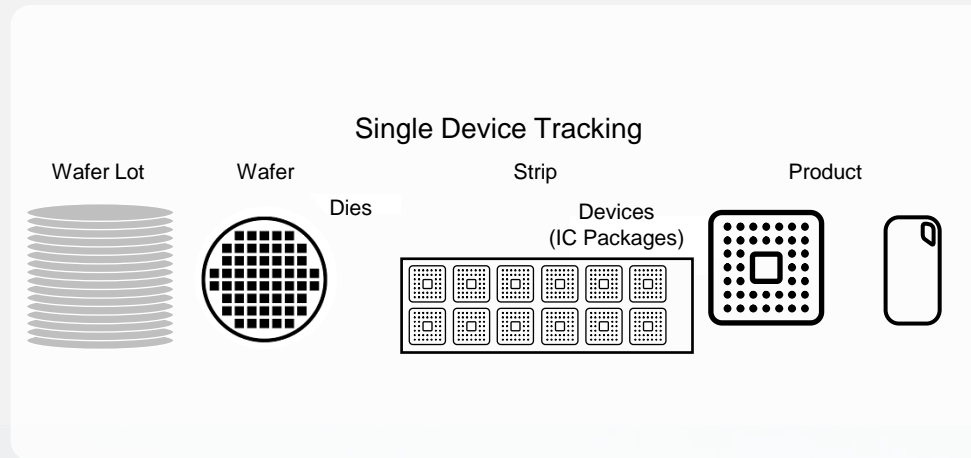 Single Device Tracking
Wafer Lot
Wafer
Strip
Product
Dies
Devices
(IC Packages)